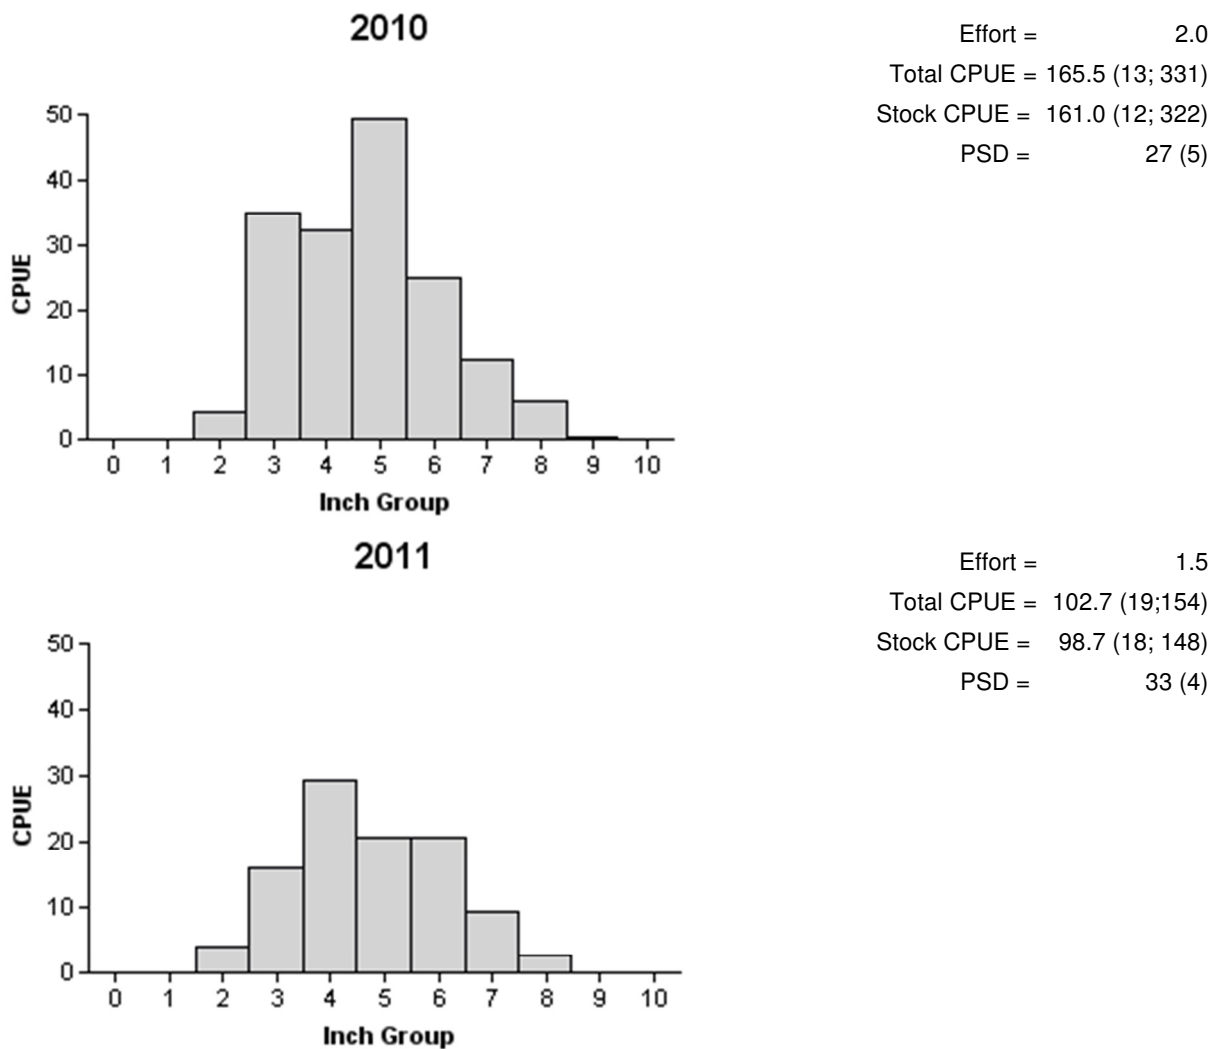 2010
Effort = 2.0
Total CPUE = 165.5 (13; 331)
Stock CPUE = 161.0 (12; 322)
PSD = 27 (5)
50
40
30
20
10
0
CPUE
0 1 2 3 4 5 6 7 8 9 10
Inch Group
2011
Effort = 1.5
Total CPUE = 102.7 (19;154)
Stock CPUE = 98.7 (18; 148)
PSD = 33 (4)
50
40
30
20
10
0
CPUE
0 1 2 3 4 5 6 7 8 9 10
Inch Group